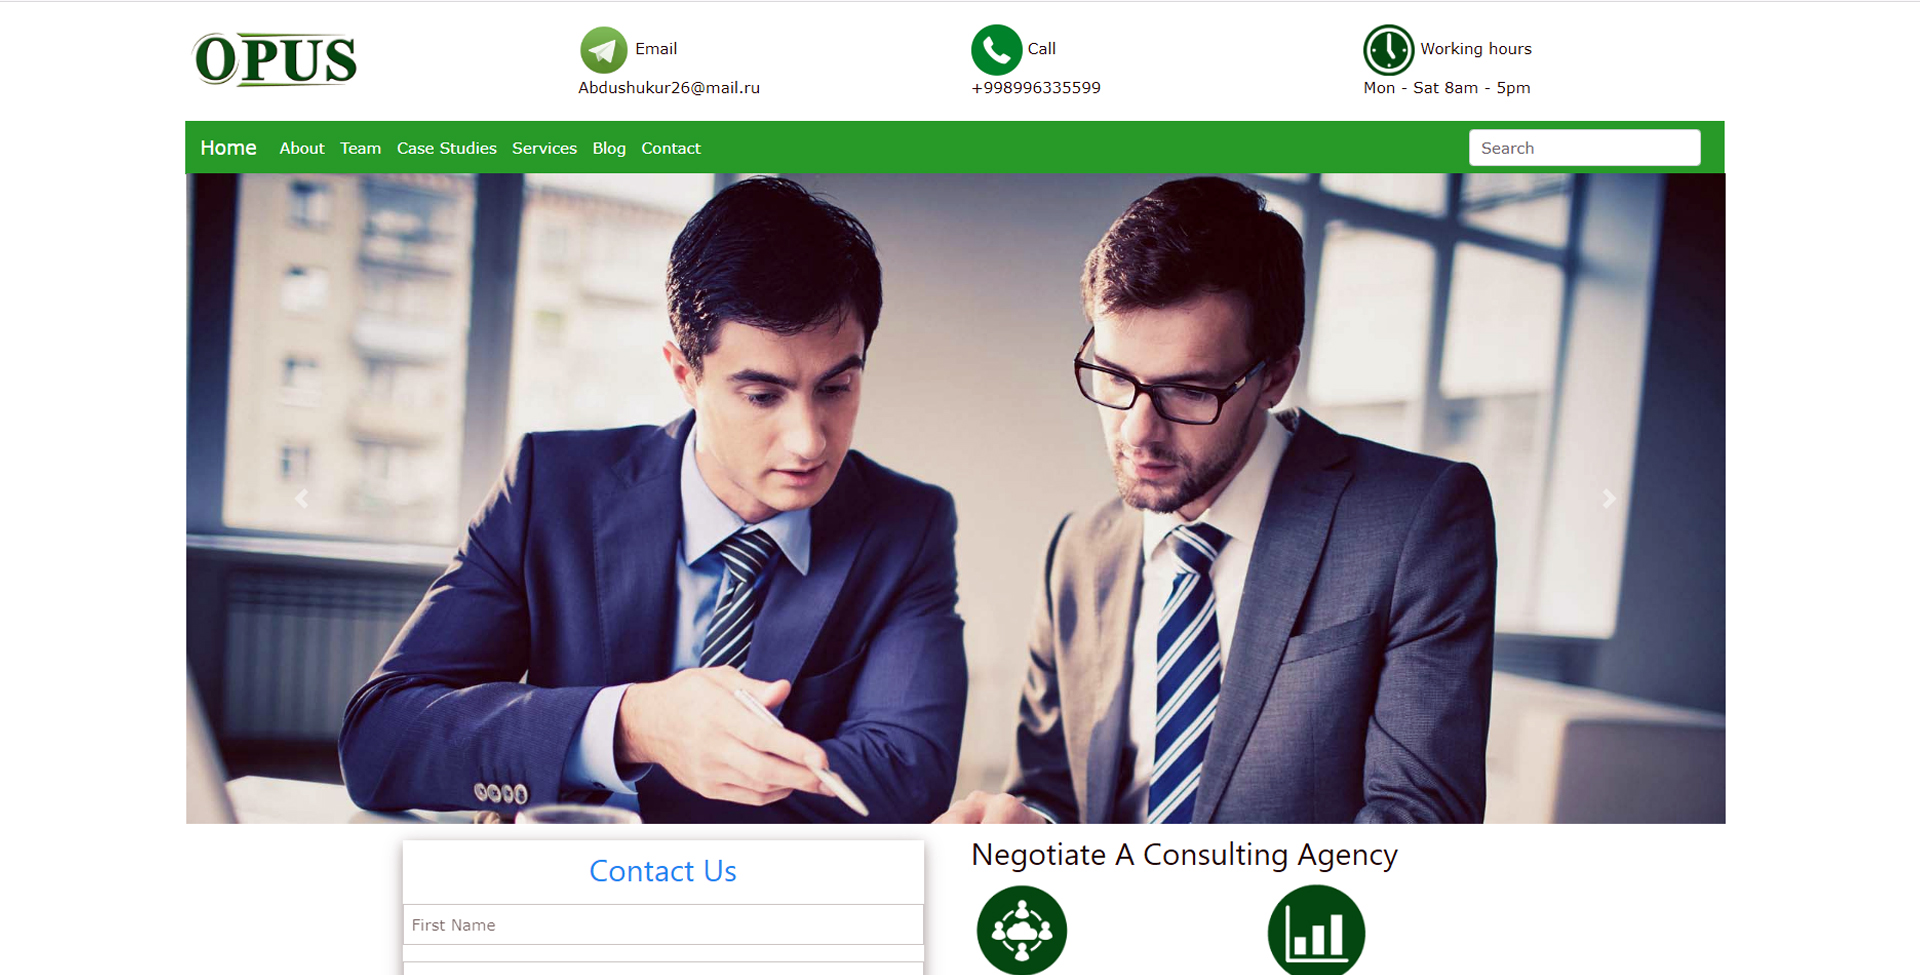 OPUS
Email
Abdushukur26@mail.ru
Call
+998996335599
Working hours
Mon - Sat 8am - 5pm
Home About Team Case Studies Services Blog Contact Search
Contact Us
First Name
Negotiate A Consulting Agency